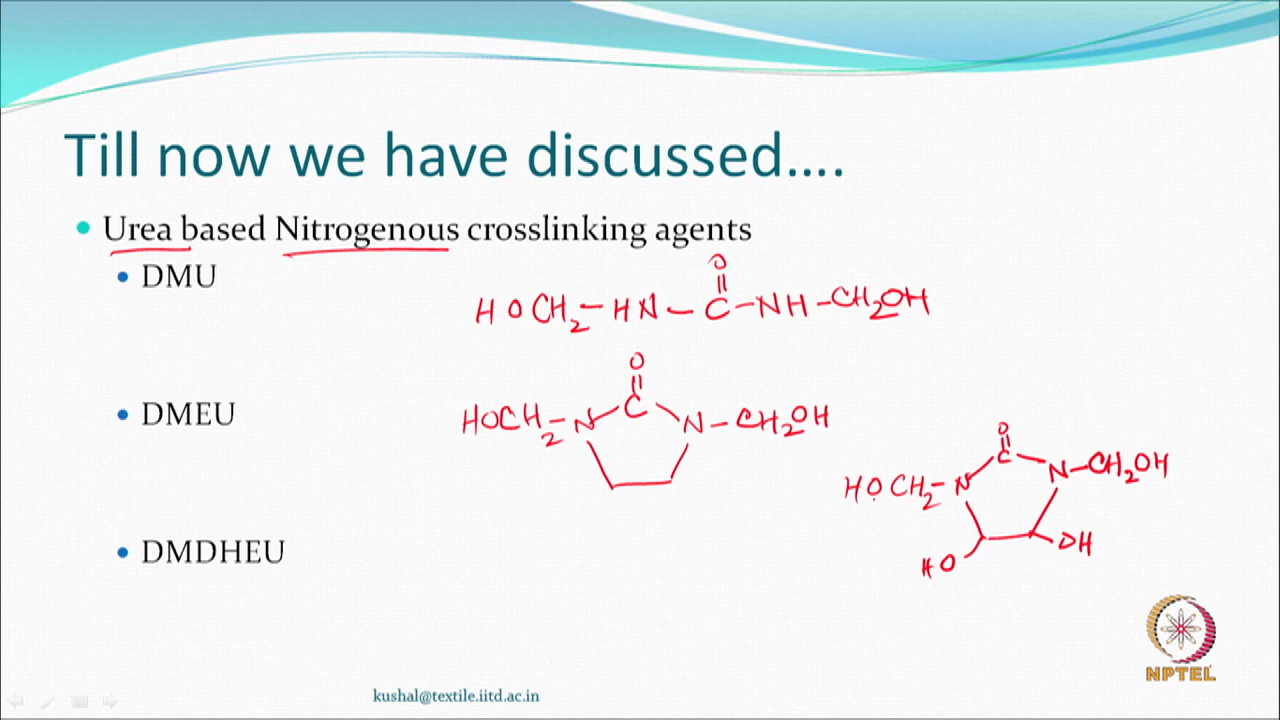 Till now we have discussed....
Urea based Nitrogenous crosslinking agents
DMU
O
HOCH2-HN-C-NH-CH2OH
DMEU
O
HOCH2-N C N-CH2OH
DMDHEU
O
HOCH2-N C N-CH2OH
HO OH
NPTEL
kushal@textile.iitd.ac.in